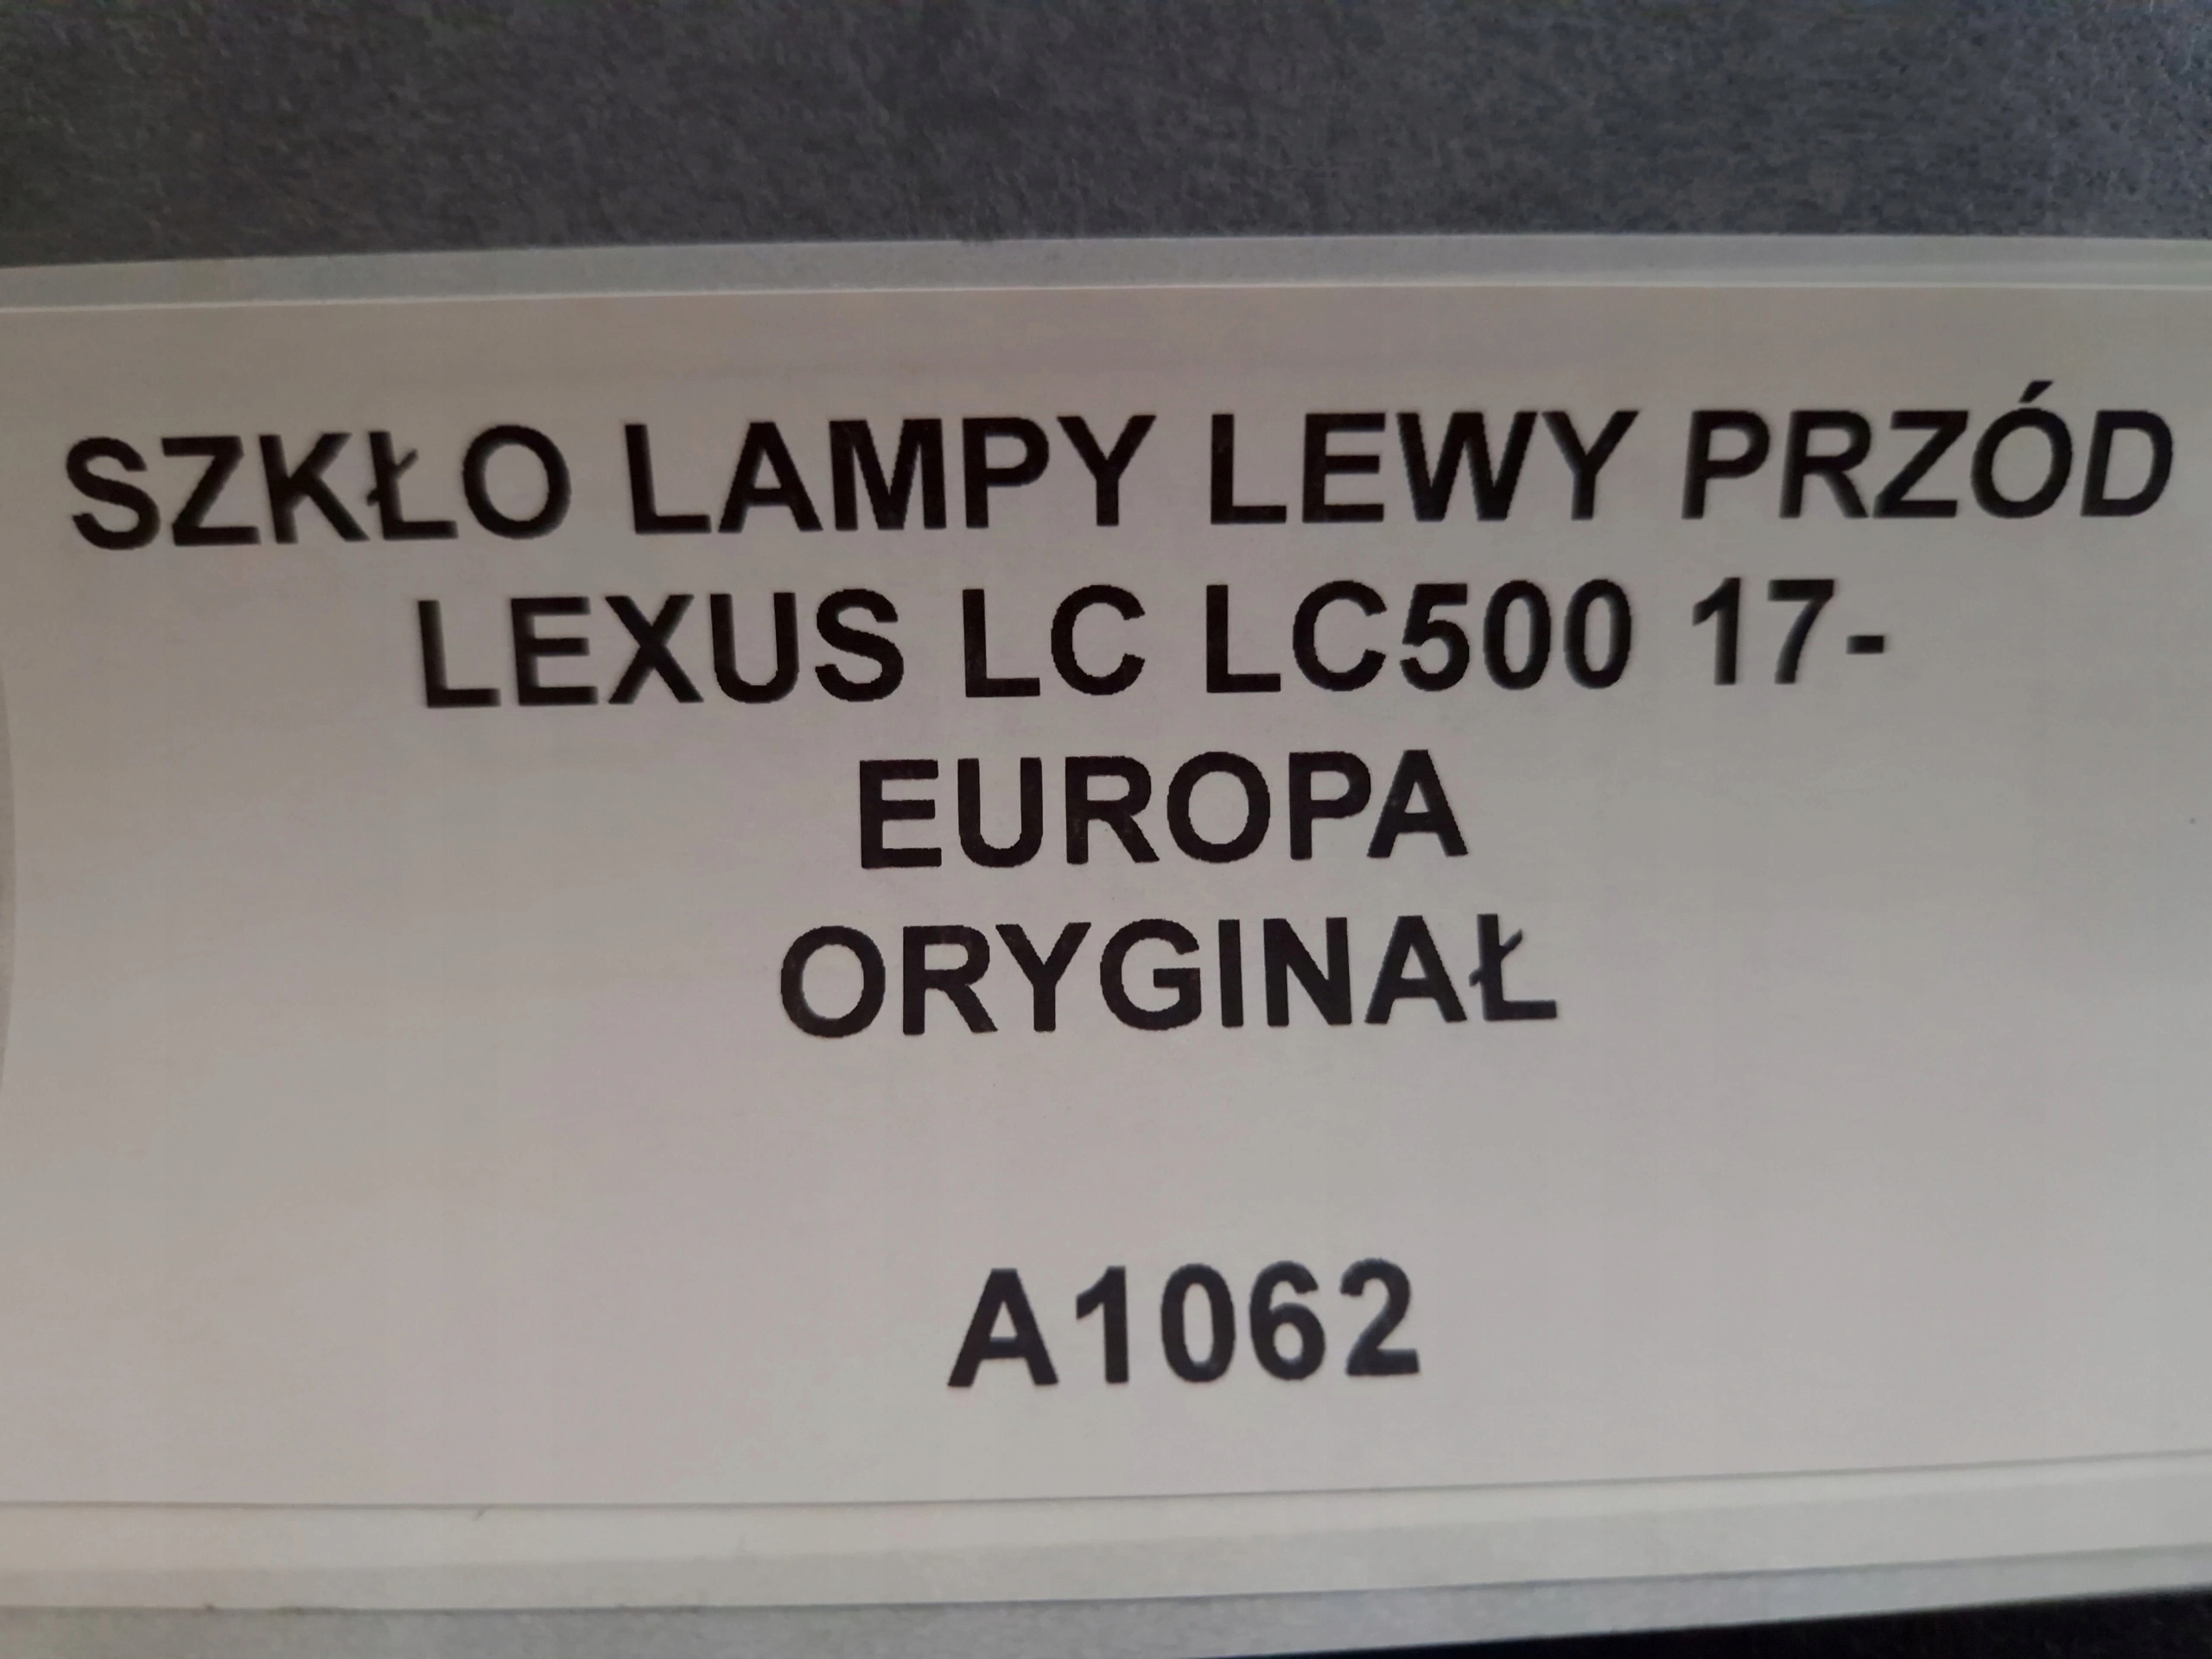 SZKŁO LAMPY LEWY PRZÓD
LEXUS LC LC500 17-
EUROPA
ORYGINAŁ
A1062